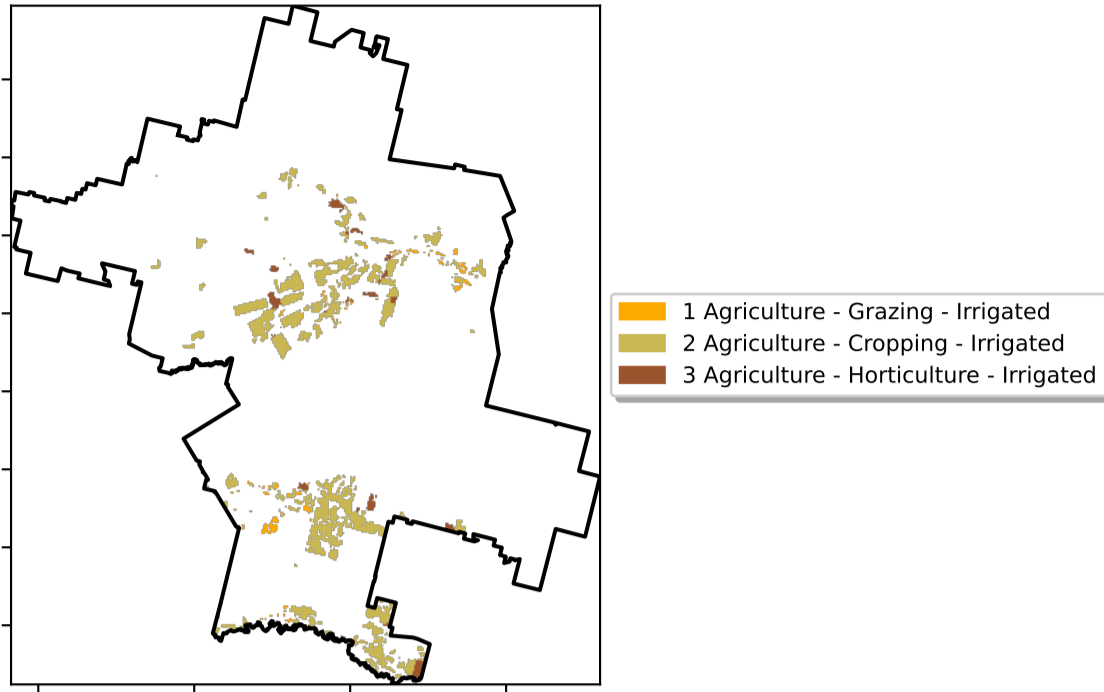 1 Agriculture - Grazing - Irrigated
2 Agriculture - Cropping - Irrigated
3 Agriculture - Horticulture - Irrigated